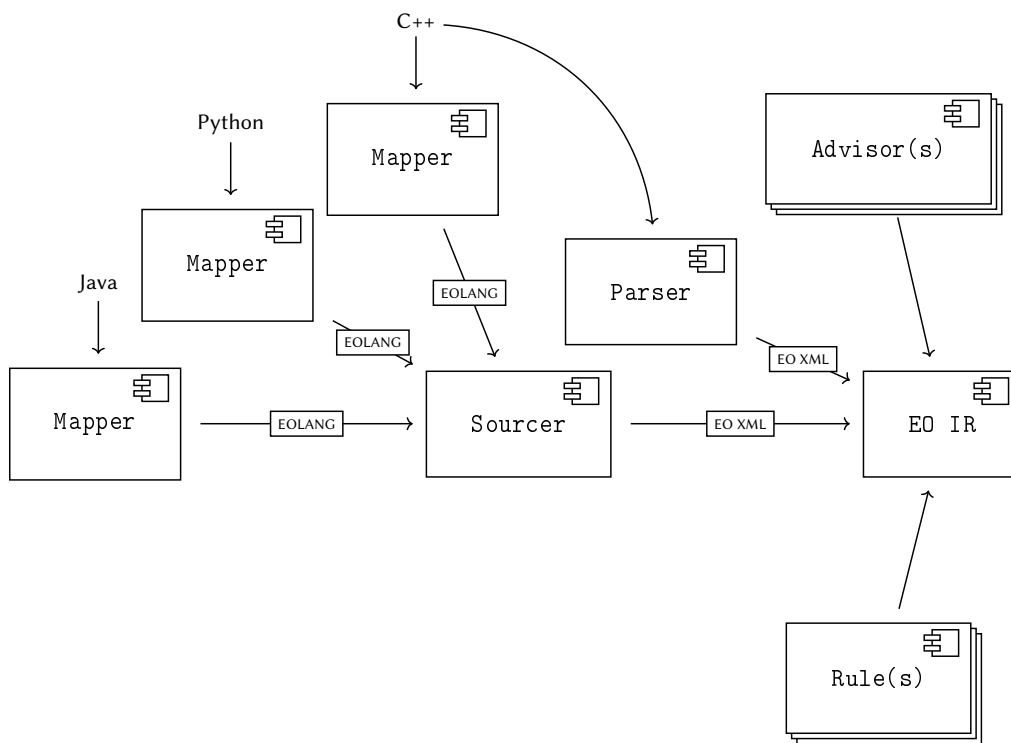 C++
Python
Mapper
Advisor(s)
Mapper
Java
EOLANG
Parser
EOLANG
EO XML
Mapper
EOLANG
Sourcer
EO XML
EO IR
Rule(s)